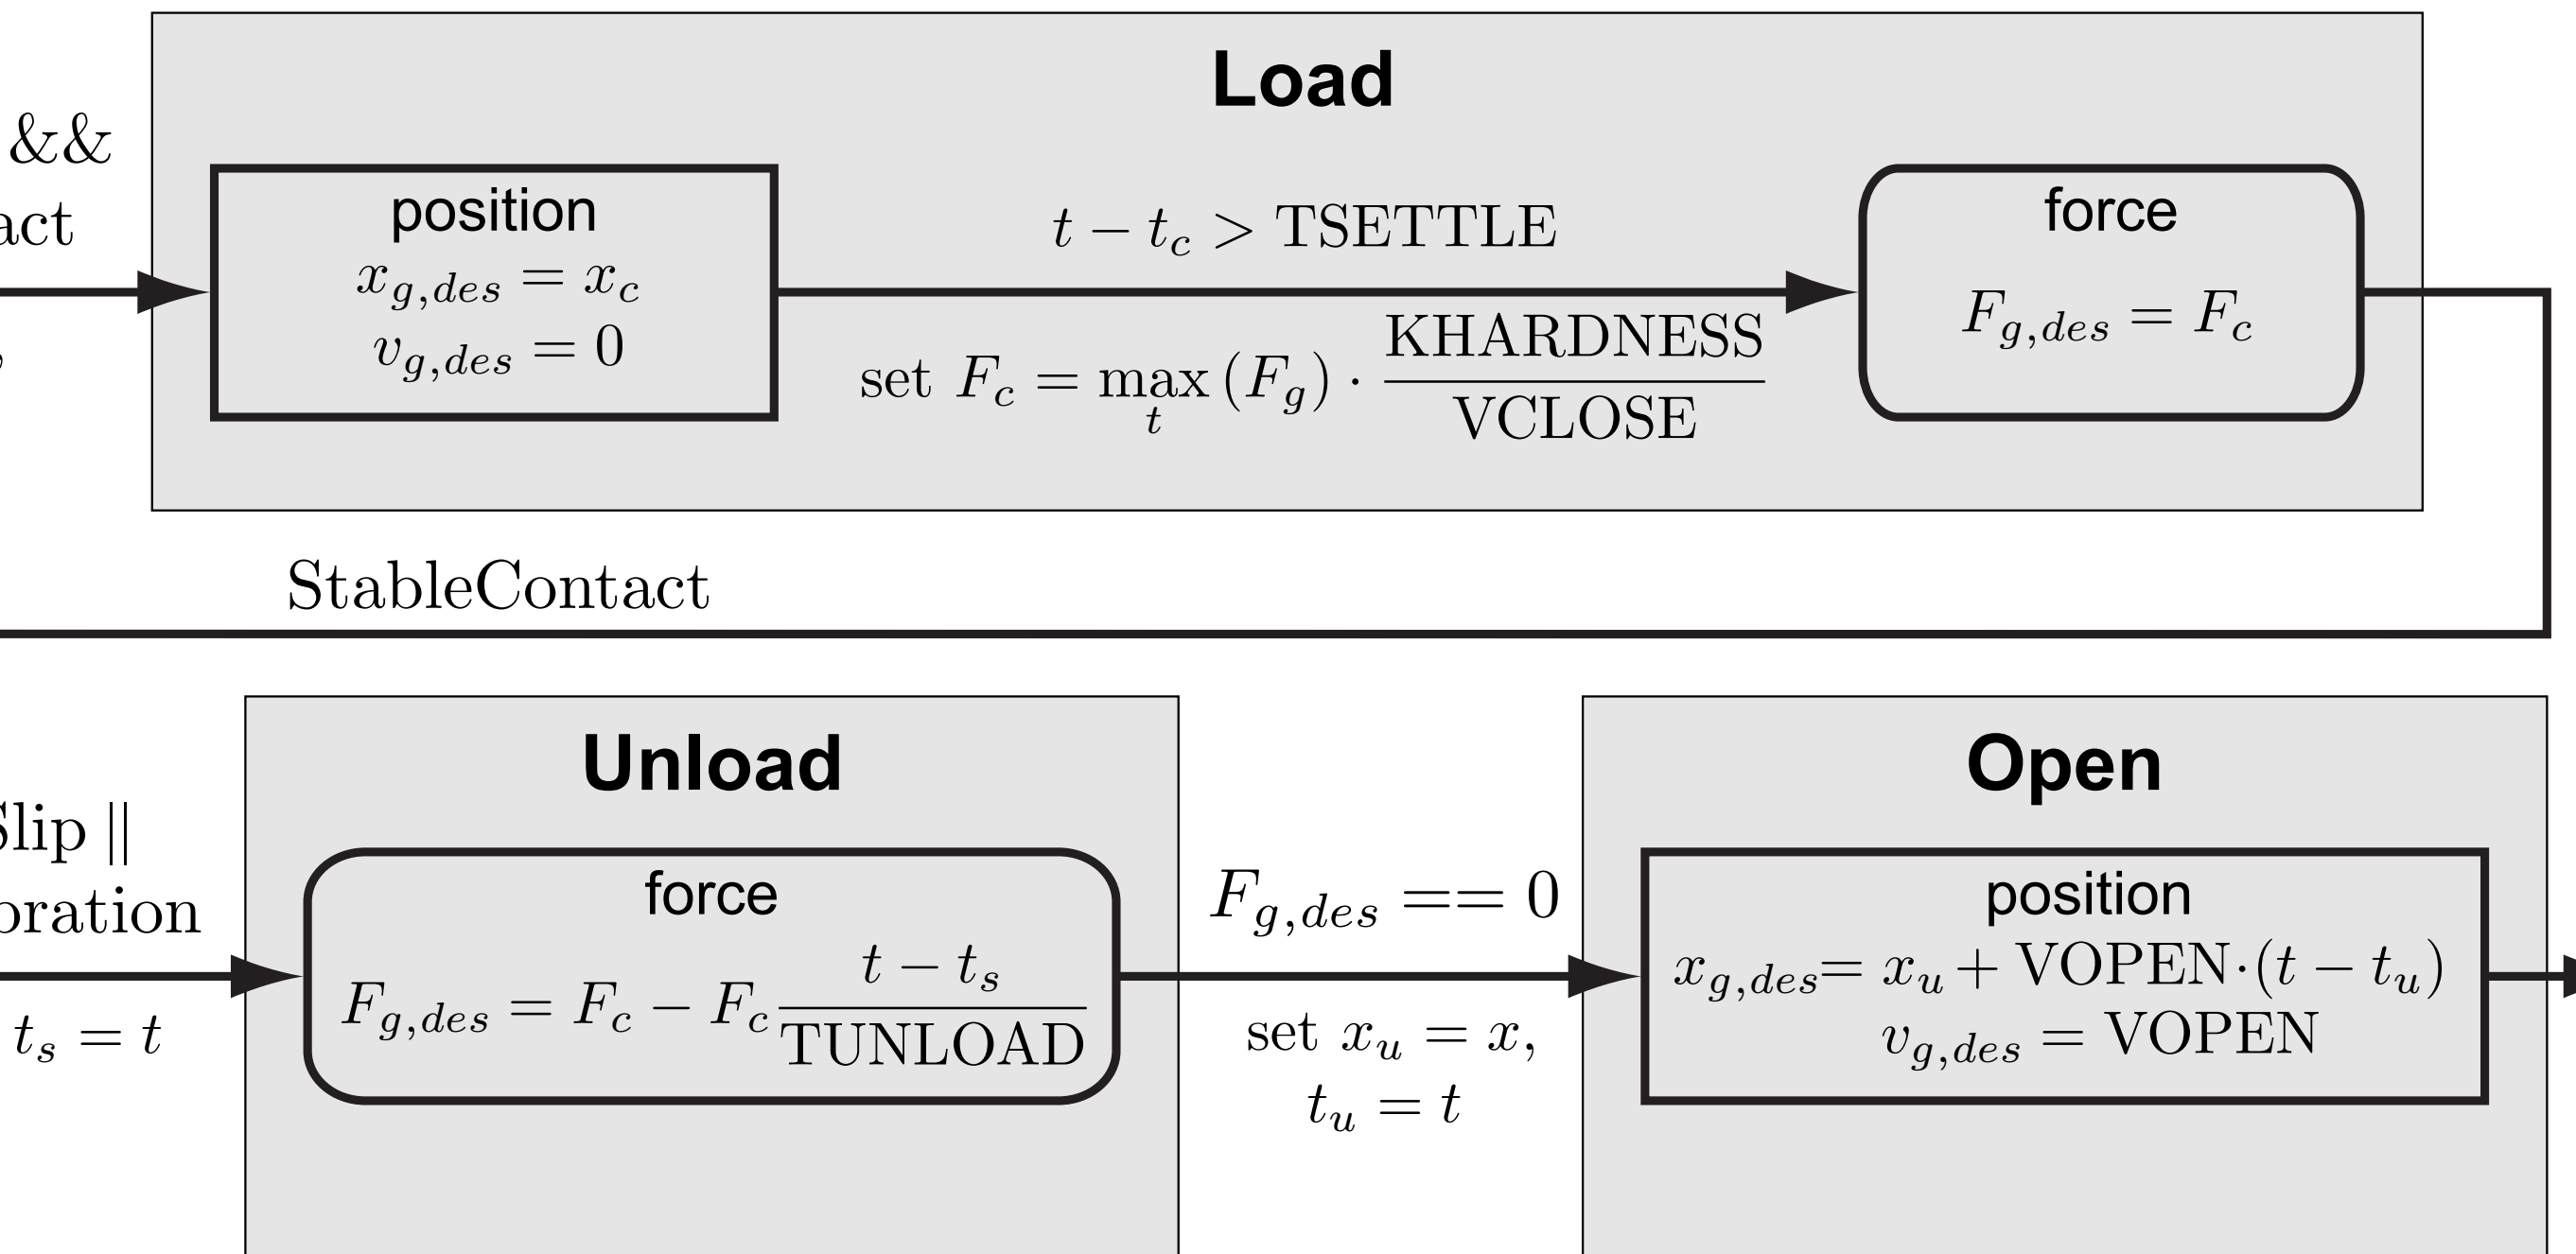 Load
&&
position
x_{g,des} = x_c
v_{g,des} = 0
t − t_c > TSETTLE
set F_c = max_t (F_g) · KHARDNESS / VCLOSE
force
F_{g,des} = F_c
StableContact
Unload
Slip ||
t_s = t
force
F_{g,des} = F_c − F_c (t − t_s) / TUNLOAD
F_{g,des} == 0
set x_u = x,
t_u = t
Open
position
x_{g,des} = x_u + VOPEN·(t − t_u)
v_{g,des} = VOPEN